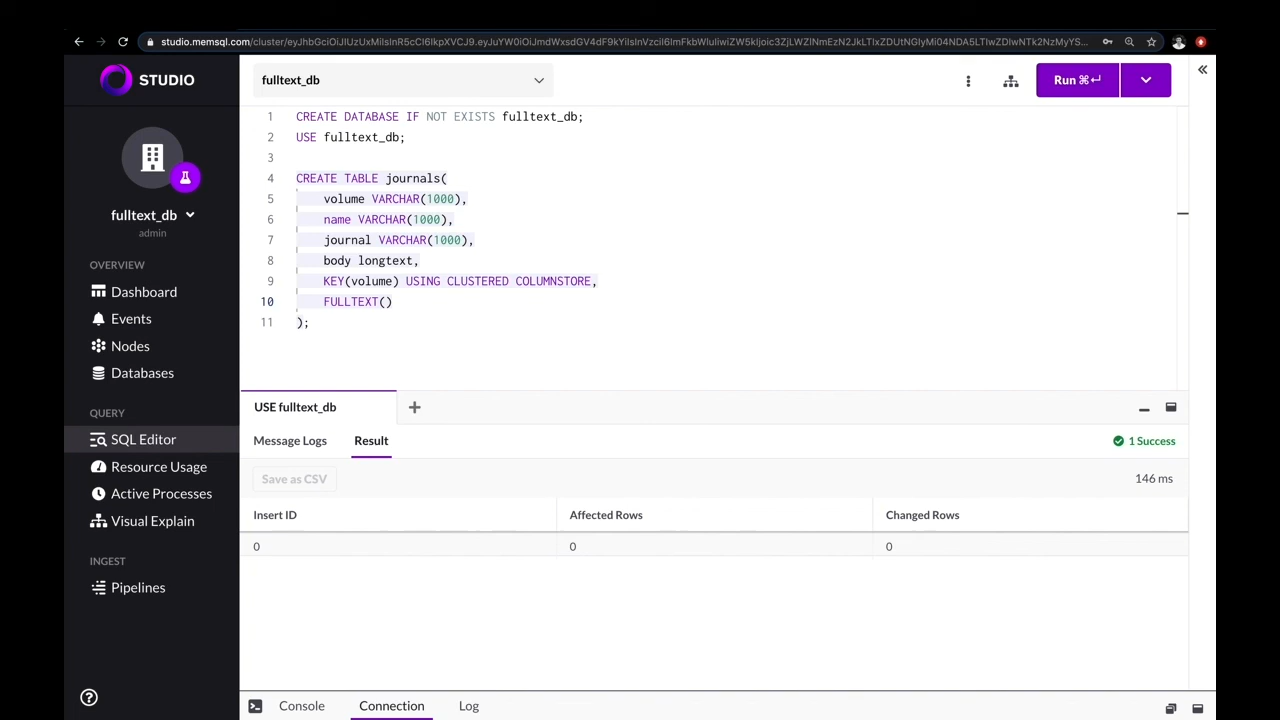 studio.memsql.com/cluster/
STUDIO
fulltext_db
admin
OVERVIEW
Dashboard
Events
Nodes
Databases
QUERY
SQL Editor
Resource Usage
Active Processes
Visual Explain
INGEST
Pipelines
fulltext_db
Run ⌘↵
1 CREATE DATABASE IF NOT EXISTS fulltext_db;
2 USE fulltext_db;
3
4 CREATE TABLE journals(
5 volume VARCHAR(1000),
6 name VARCHAR(1000),
7 journal VARCHAR(1000),
8 body longtext,
9 KEY(volume) USING CLUSTERED COLUMNSTORE,
10 FULLTEXT()
11 );
USE fulltext_db
Message Logs Result 1 Success
Save as CSV 146 ms
Insert ID Affected Rows Changed Rows
0 0 0
Console Connection Log